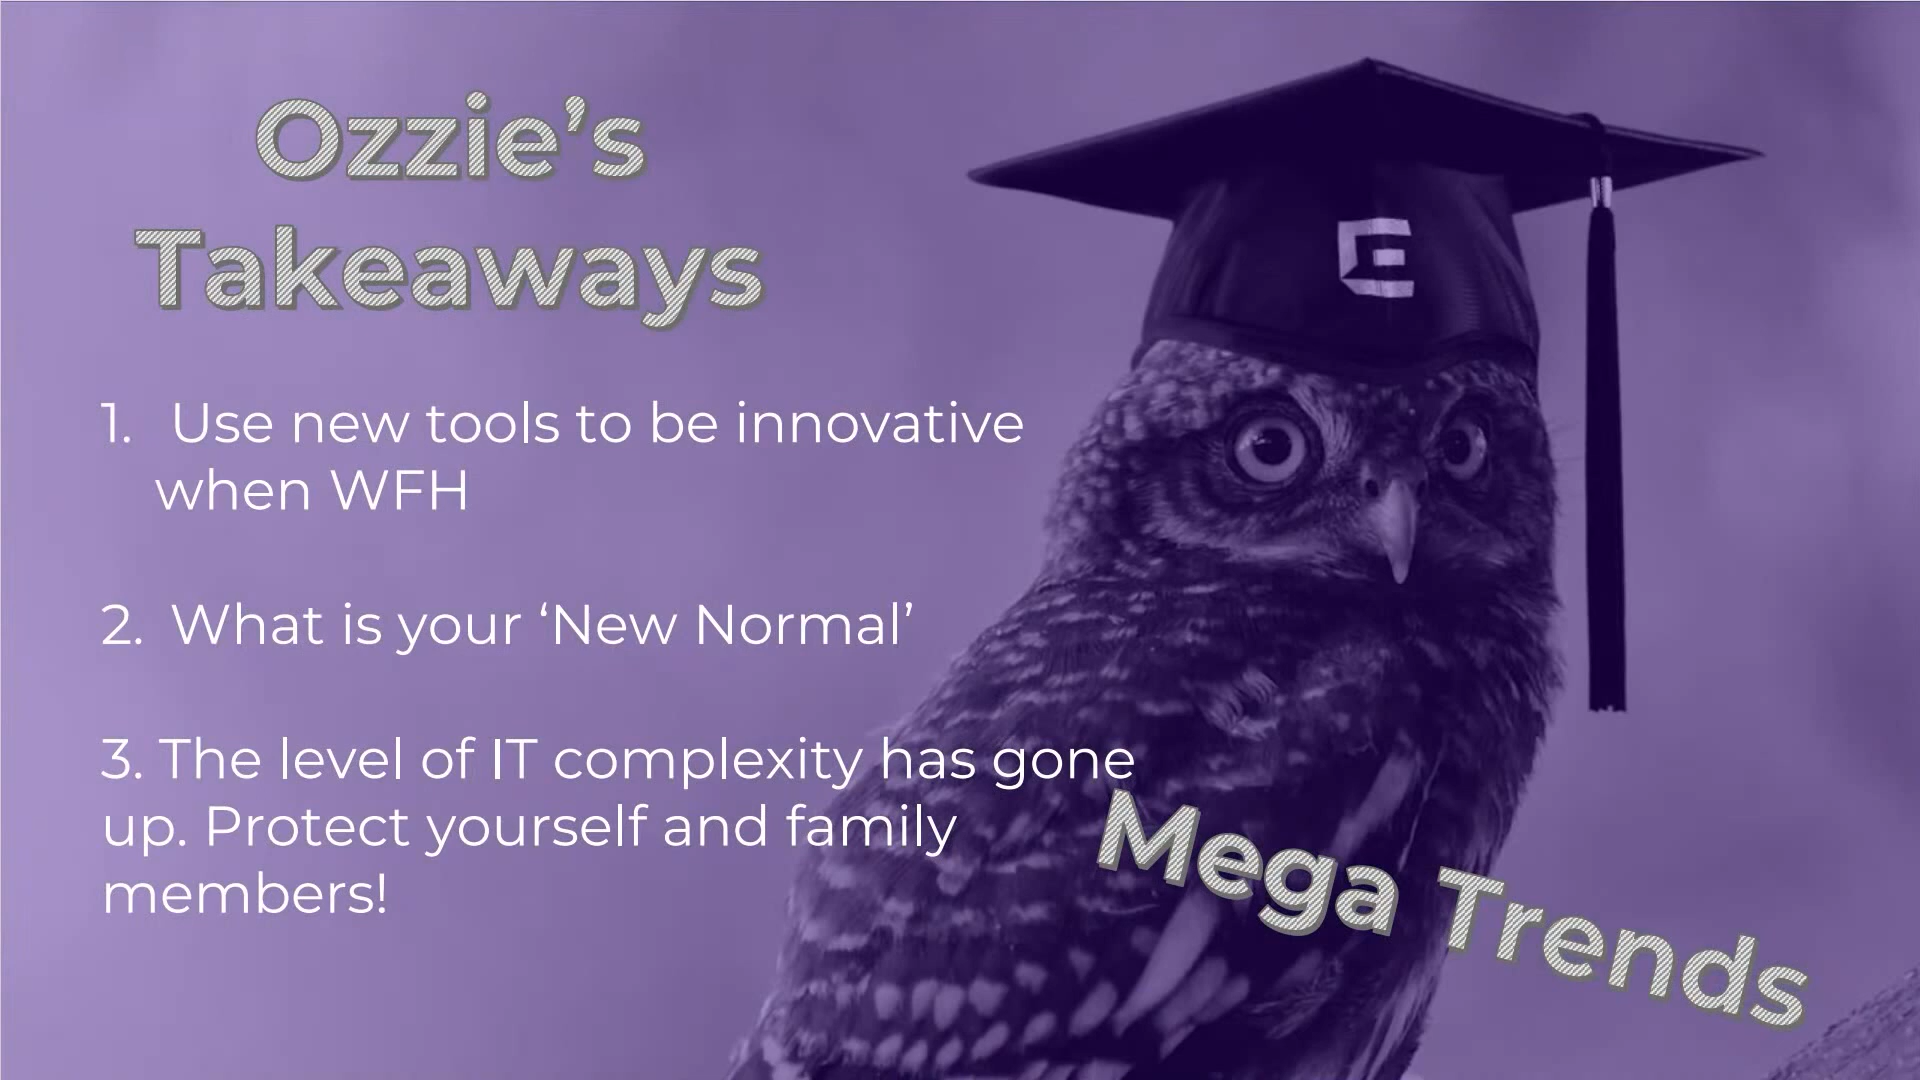 Ozzie’s
Takeaways
1. Use new tools to be innovative
when WFH
2. What is your ‘New Normal’
3. The level of IT complexity has gone
up. Protect yourself and family
members!
Mega Trends